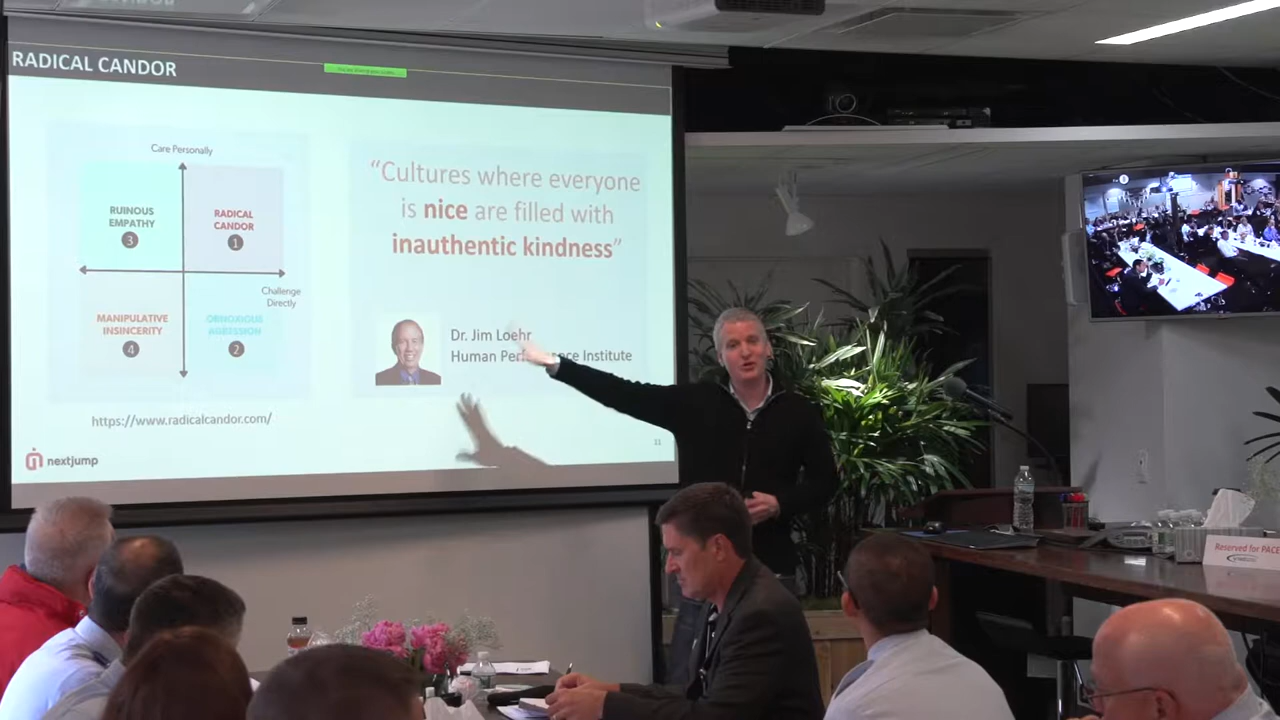 RADICAL CANDOR
Care Personally
RUINOUS
EMPATHY
3
RADICAL
CANDOR
1
Challenge
Directly
MANIPULATIVE
INSINCERITY
4
OBNOXIOUS
AGRESSION
2
https://www.radicalcandor.com/
nextjump
“Cultures where everyone
is nice are filled with
inauthentic kindness”
Dr. Jim Loehr
Human Performance Institute
11
Reserved for PACE